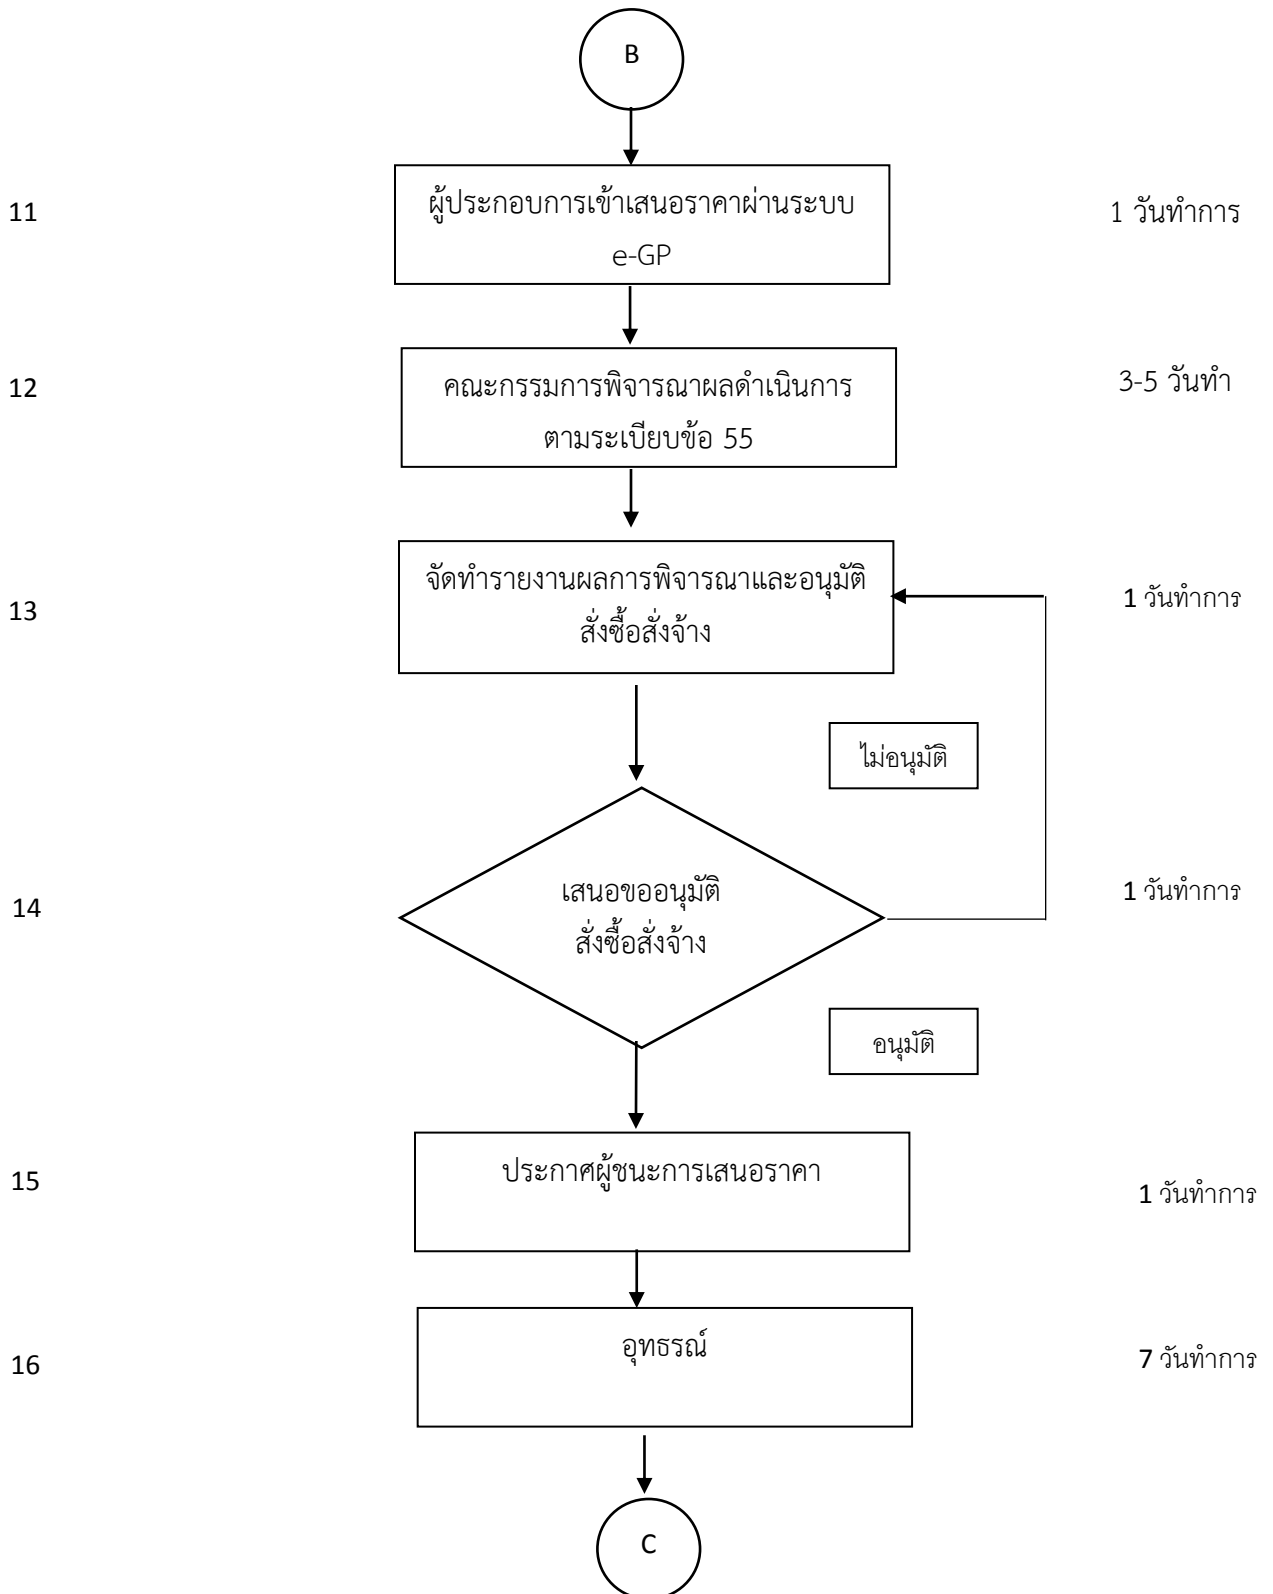 B
11
ผู้ประกอบการเข้าเสนอราคาผ่านระบบ
e-GP
1 วันทำการ
12
คณะกรรมการพิจารณาผลดำเนินการ
ตามระเบียบข้อ 55
3-5 วันทำ
13
จัดทำรายงานผลการพิจารณาและอนุมัติ
สั่งซื้อสั่งจ้าง
1 วันทำการ
ไม่อนุมัติ
14
เสนอขออนุมัติ
สั่งซื้อสั่งจ้าง
1 วันทำการ
อนุมัติ
15
ประกาศผู้ชนะการเสนอราคา
1 วันทำการ
16
อุทธรณ์
7 วันทำการ
C